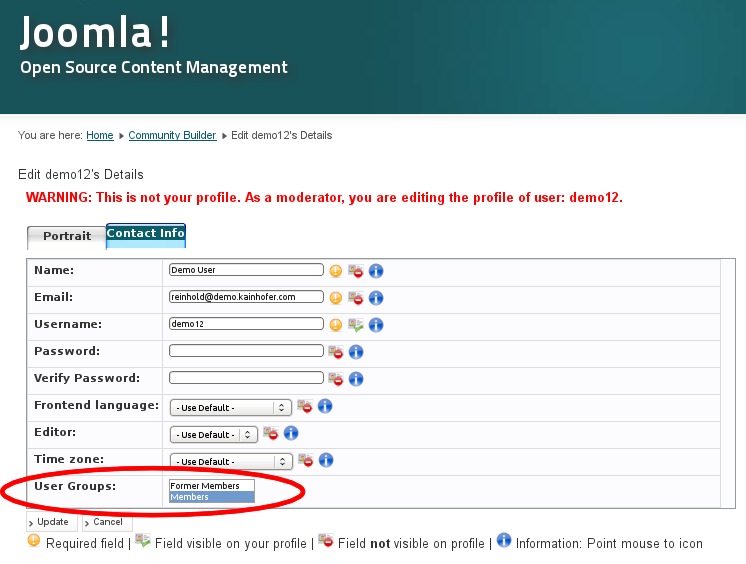 Joomla!
Open Source Content Management
You are here: Home Community Builder Edit demo12's Details
Edit demo12's Details
WARNING: This is not your profile. As a moderator, you are editing the profile of user: demo12.
Portrait Contact Info
Name: Demo User
Email: reinhold@demo.kainhofer.com
Username: demo12
Password:
Verify Password:
Frontend language: - Use Default -
Editor: - Use Default -
Time zone: - Use Default -
User Groups: Former Members
Members
Update Cancel
Required field | Field visible on your profile | Field not visible on profile | Information: Point mouse to icon